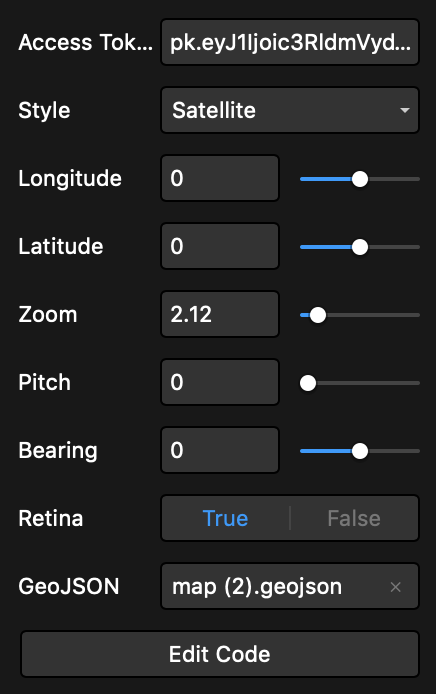 Access Tok...
pk.eyJ1Ijoic3RldmVyd...
Style
Satellite
Longitude
0
Latitude
0
Zoom
2.12
Pitch
0
Bearing
0
Retina
True
False
GeoJSON
map (2).geojson
×
Edit Code